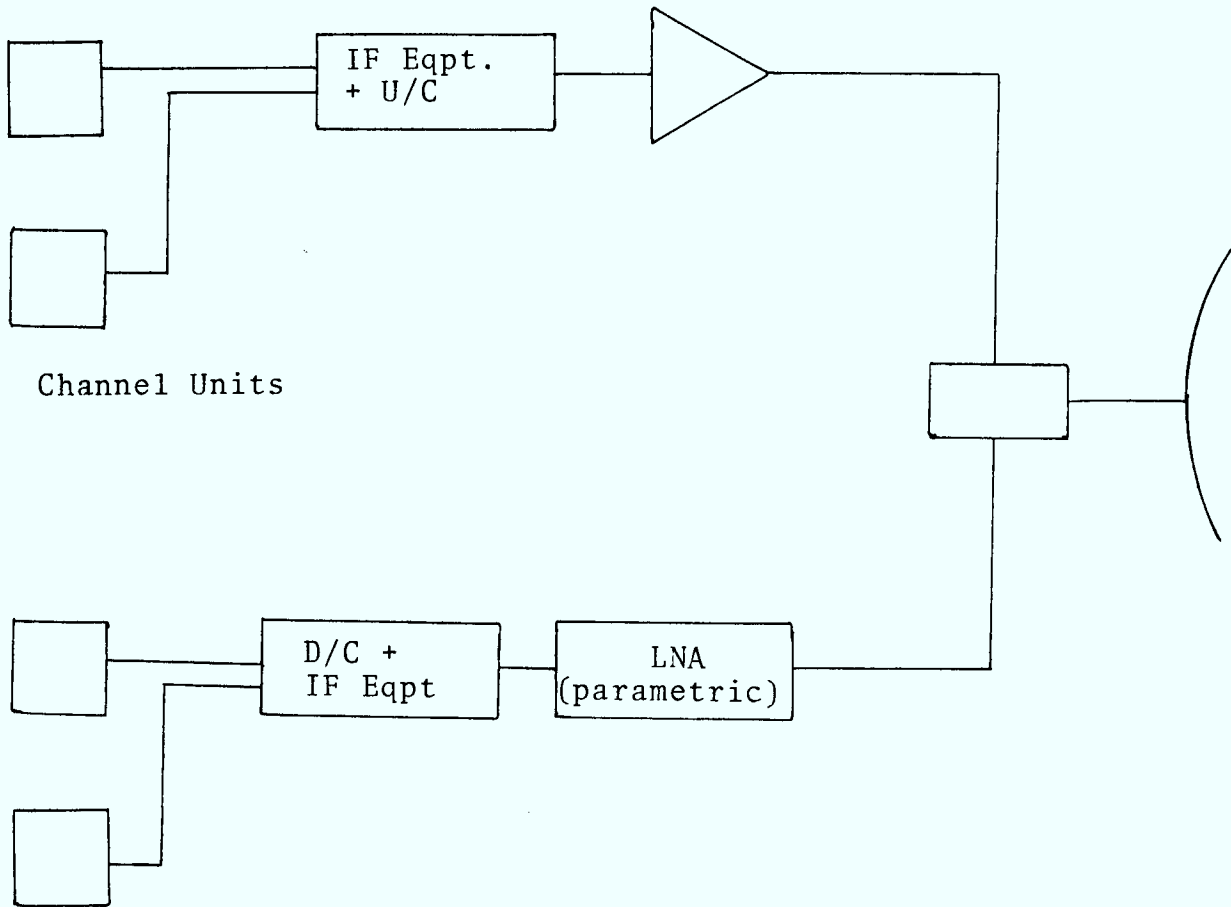 IF Eqpt.
+ U/C
Channel Units
D/C +
IF Eqpt
LNA
(parametric)